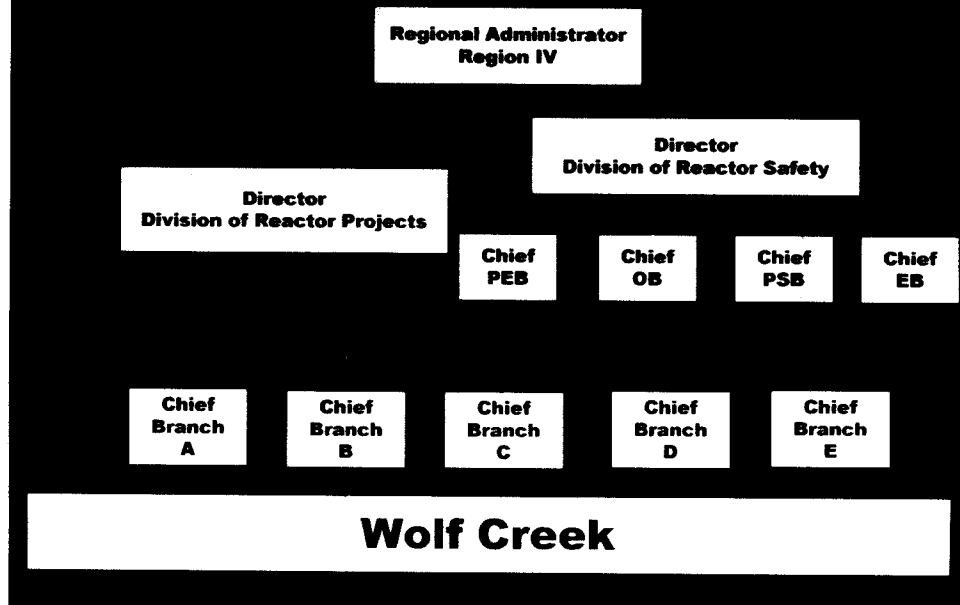 Regional Administrator
Region IV
Director
Division of Reactor Safety
Director
Division of Reactor Projects
Chief
PEB
Chief
OB
Chief
PSB
Chief
EB
Chief
Branch
A
Chief
Branch
B
Chief
Branch
C
Chief
Branch
D
Chief
Branch
E
Wolf Creek